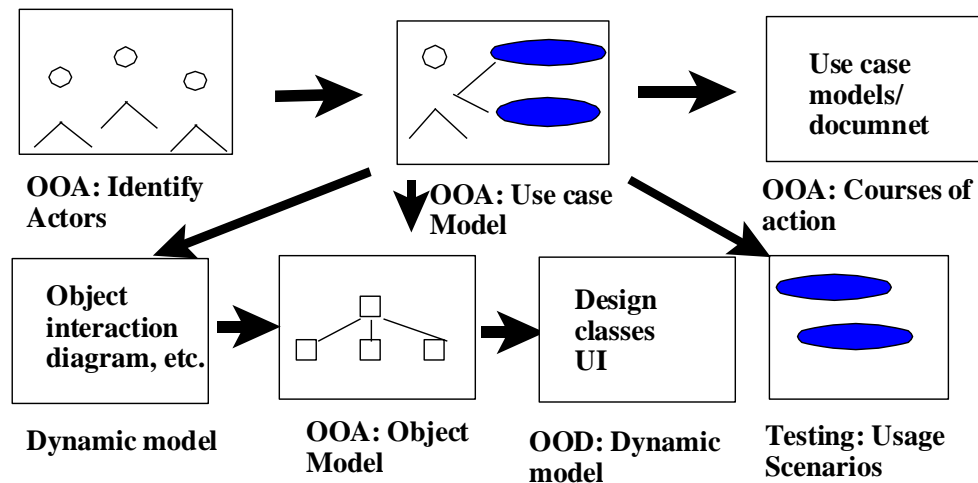 Use case
models/
documnet
OOA: Identify
Actors
OOA: Use case
Model
OOA: Courses of
action
Object
interaction
diagram, etc.
Design
classes
UI
Dynamic model
OOA: Object
Model
OOD: Dynamic
model
Testing: Usage
Scenarios